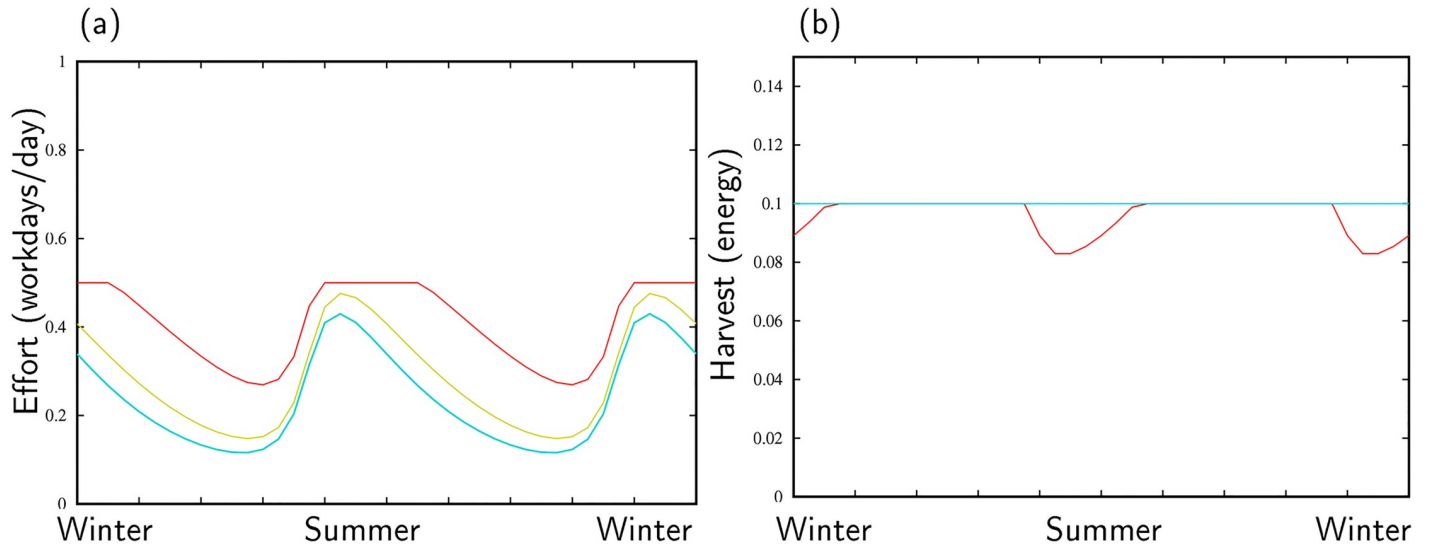 (a)
Effort (workdays/day)
1
0.8
0.6
0.4
0.2
0
Winter Summer Winter
(b)
Harvest (energy)
0.14
0.12
0.1
0.08
0.06
0.04
0.02
0
Winter Summer Winter